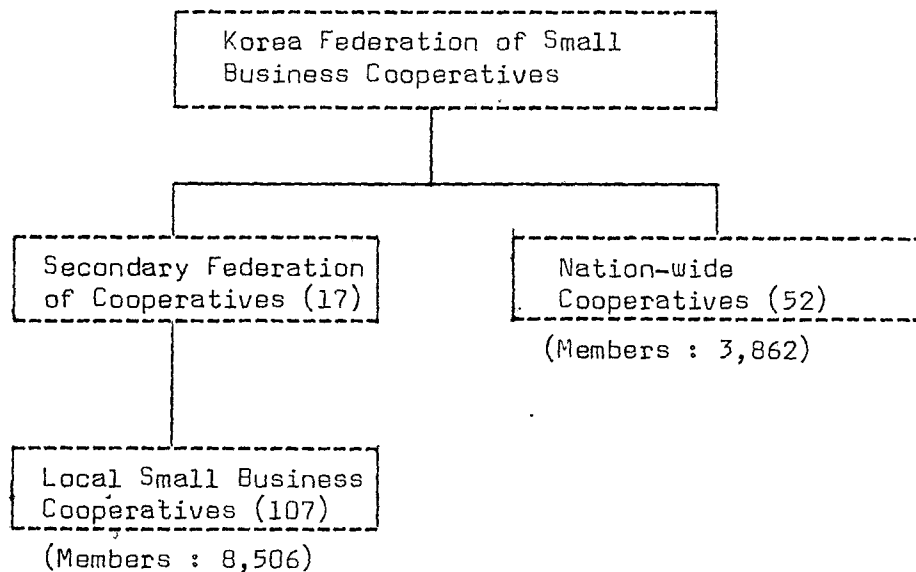 Korea Federation of Small
Business Cooperatives
Secondary Federation
of Cooperatives (17)
Nation-wide
Cooperatives (52)
(Members : 3,862)
Local Small Business
Cooperatives (107)
(Members : 8,506)